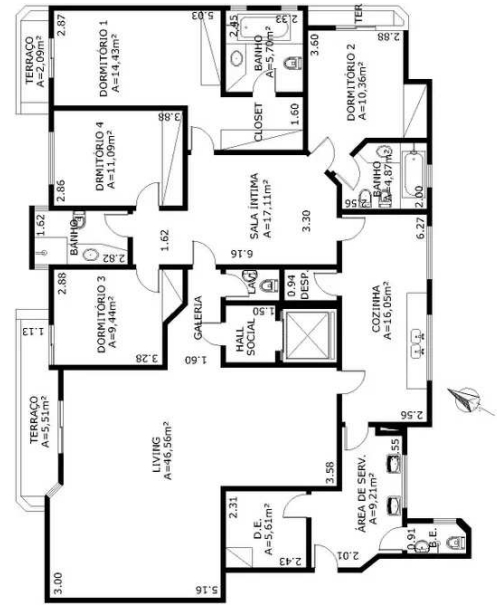 TERRAÇO
A=2,09m²
2.87
DORMITÓRIO 1
A=14,43m²
5.03
2.45
2.33
BANHO
A=5,70m²
TER
3.60
2.88
DORMITÓRIO 2
A=10,36m²
3.88
DRMITÓRIO 4
A=11,09m²
2.86
CLOSET
1.60
BANHO
A=4,87m²
2.00
.56
SALA ÍNTIMA
A=17,11m²
3.30
6.16
1.62
BANHO
2.82
1.62
6.27
2.88
DORMITÓRIO 3
A=9,44m²
3.28
1.13
GALERIA
1.60
LAV.
0.94
DESP.
HALL
SOCIAL
1.50
COZINHA
A=16,05m²
2.56
TERRAÇO
A=5,51m²
LIVING
A=46,56m²
3.58
3.00
5.16
2.31
D.E.
A=5,61m²
2.43
ÁREA DE SERV.
A=9,21m²
.55
2.01
0.91
B.E.